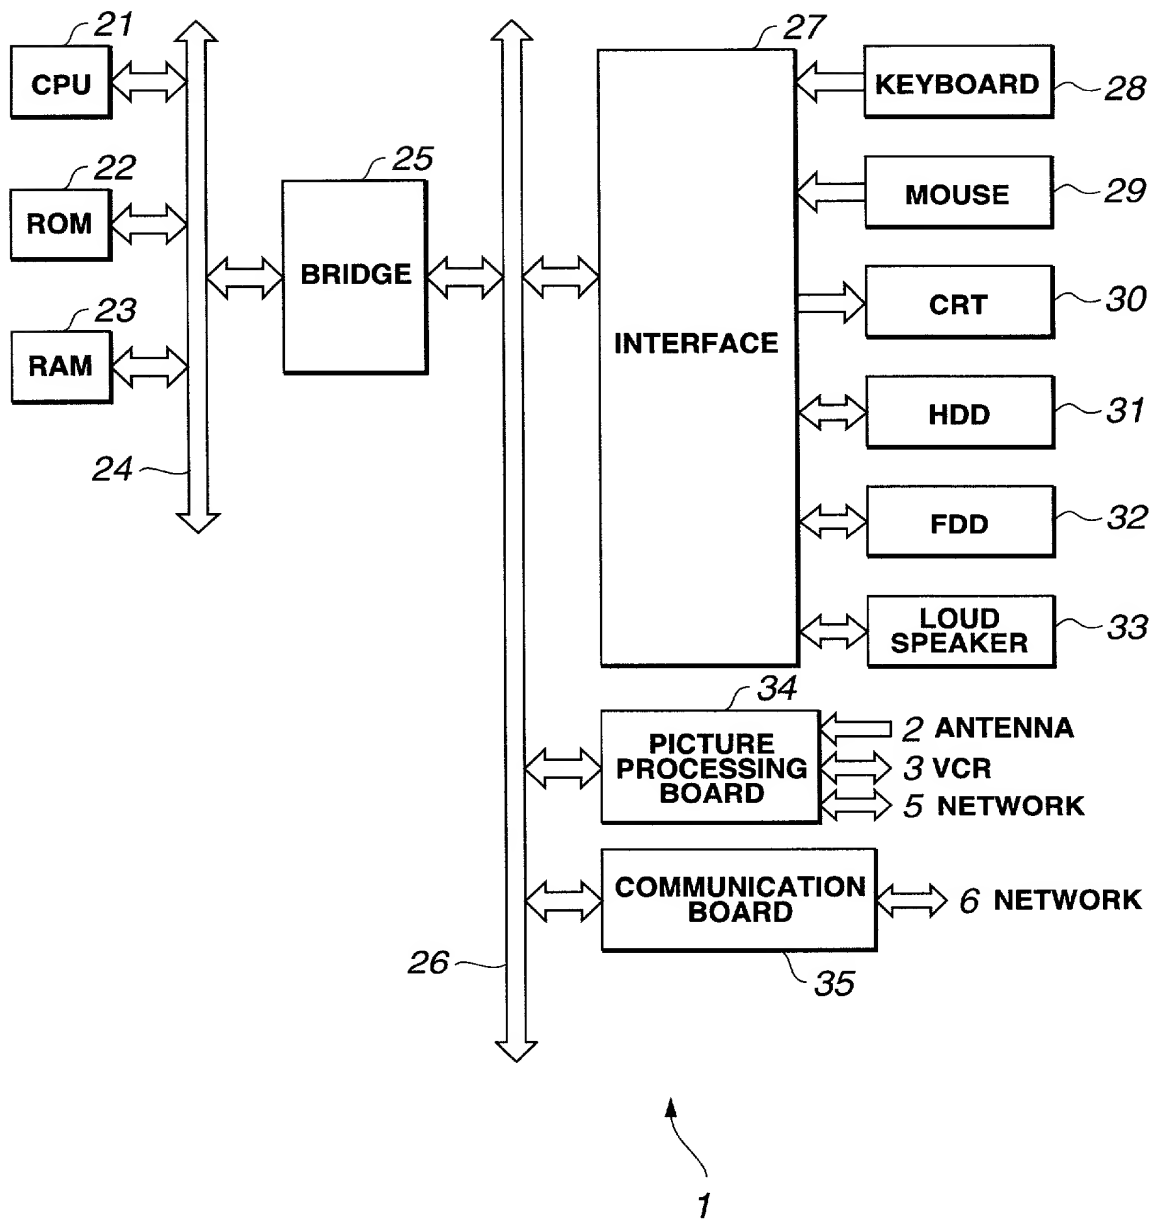 21
CPU
22
ROM
23
RAM
24
25
BRIDGE
26
27
INTERFACE
KEYBOARD
28
MOUSE
29
CRT
30
HDD
31
FDD
32
LOUD
SPEAKER
33
34
PICTURE
PROCESSING
BOARD
2 ANTENNA
3 VCR
5 NETWORK
COMMUNICATION
BOARD
6 NETWORK
35
1